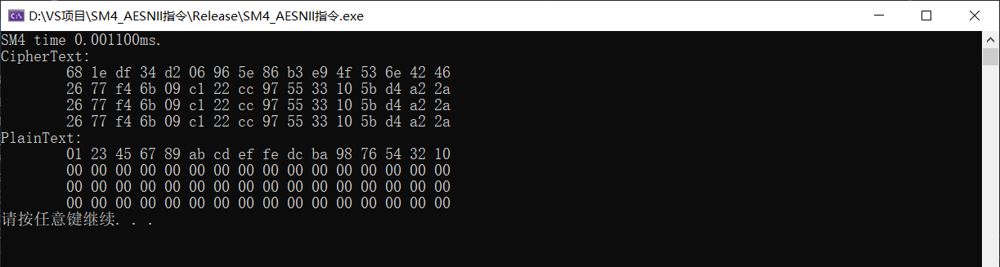 D:\VS项目\SM4_AESNII指令\Release\SM4_AESNII指令.exe
SM4 time 0.001100ms.
CipherText:
68 1e df 34 d2 06 96 5e 86 b3 e9 4f 53 6e 42 46
26 77 f4 6b 09 c1 22 cc 97 55 33 10 5b d4 a2 2a
26 77 f4 6b 09 c1 22 cc 97 55 33 10 5b d4 a2 2a
26 77 f4 6b 09 c1 22 cc 97 55 33 10 5b d4 a2 2a
PlainText:
01 23 45 67 89 ab cd ef fe dc ba 98 76 54 32 10
00 00 00 00 00 00 00 00 00 00 00 00 00 00 00 00
00 00 00 00 00 00 00 00 00 00 00 00 00 00 00 00
00 00 00 00 00 00 00 00 00 00 00 00 00 00 00 00
请按任意键继续. . .